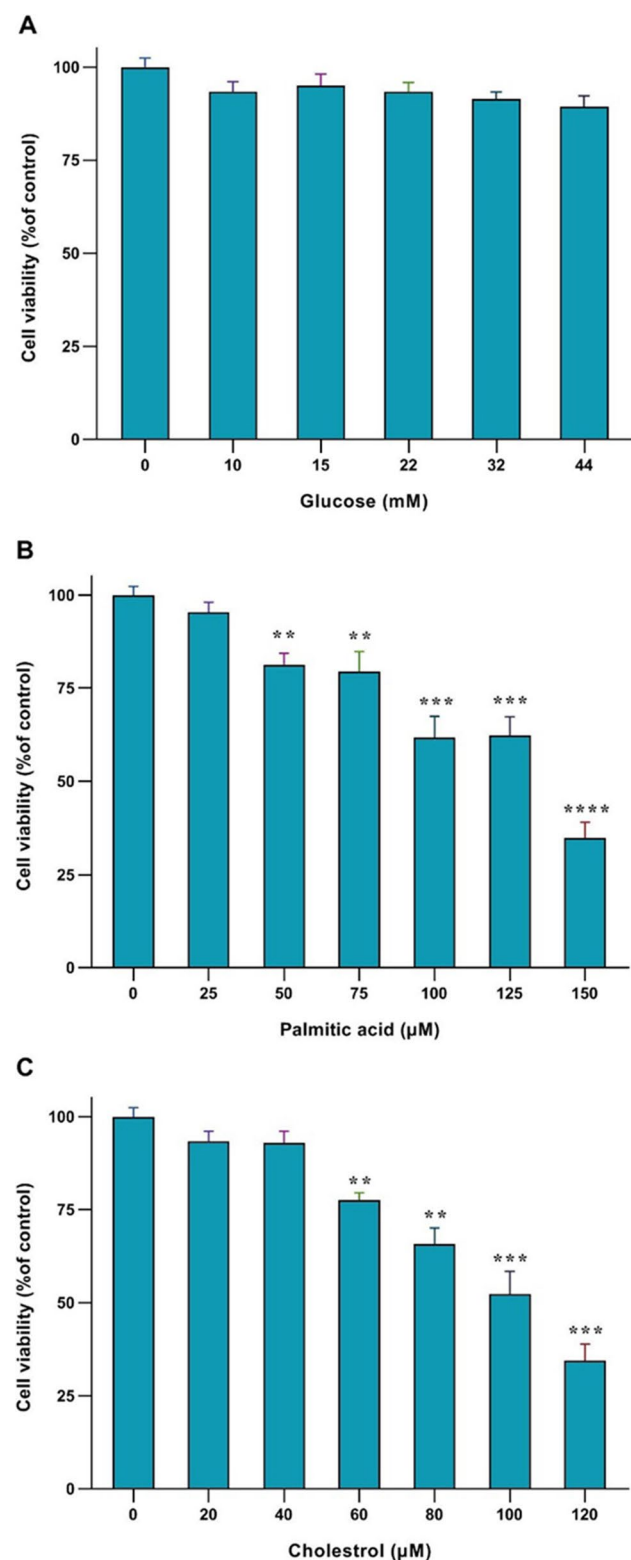 A
Cell viability (%of control)
100
75
50
25
0
0 10 15 22 32 44
Glucose (mM)
B
Cell viability (%of control)
100
75
50
25
0
** ** *** *** ****
0 25 50 75 100 125 150
Palmitic acid (µM)
C
Cell viability (%of control)
100
75
50
25
0
** ** *** ***
0 20 40 60 80 100 120
Cholestrol (µM)